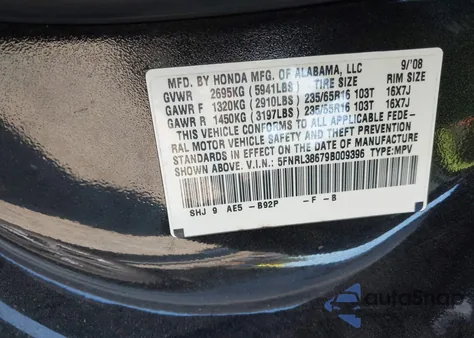 MFD. BY HONDA MFG. OF ALABAMA, LLC 9/'08
GVWR 2695KG (5941LBS) TIRE SIZE RIM SIZE
GAWR F 1320KG (2910LBS) 235/65R16 103T 16X7J
GAWR R 1450KG (3197LBS) 235/65R16 103T 16X7J
THIS VEHICLE CONFORMS TO ALL APPLICABLE FEDE-
RAL MOTOR VEHICLE SAFETY AND THEFT PREVENTION
STANDARDS IN EFFECT ON THE DATE OF MANUFACTURE
SHOWN ABOVE. V.I.N.: 5FNRL38679B009396 TYPE:MPV
SHJ 9 AE5 -B92P -F -B
autoSnap